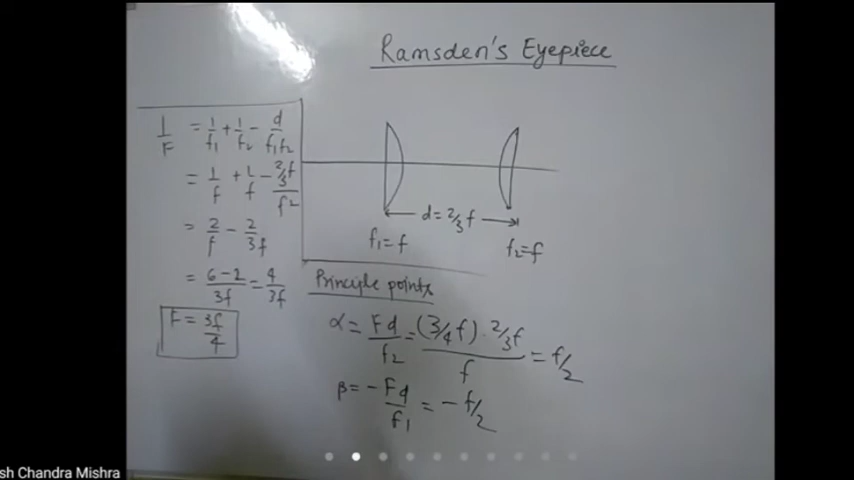 Ramsden's Eyepiece
1/F = 1/f1 + 1/f2 - d/f1f2
= 1/f + 1/f - 2/3f/f2
= 2/f - 2/3f
= 6-2/3f = 4/3f
F = 3f/4
d = 2/3 f
f1 = f
f2 = f
Principle points
α = Fd/f2 = (3/4 f) . 2/3 f/f = f/2
β = - Fd/f1 = - f/2
sh Chandra Mishra